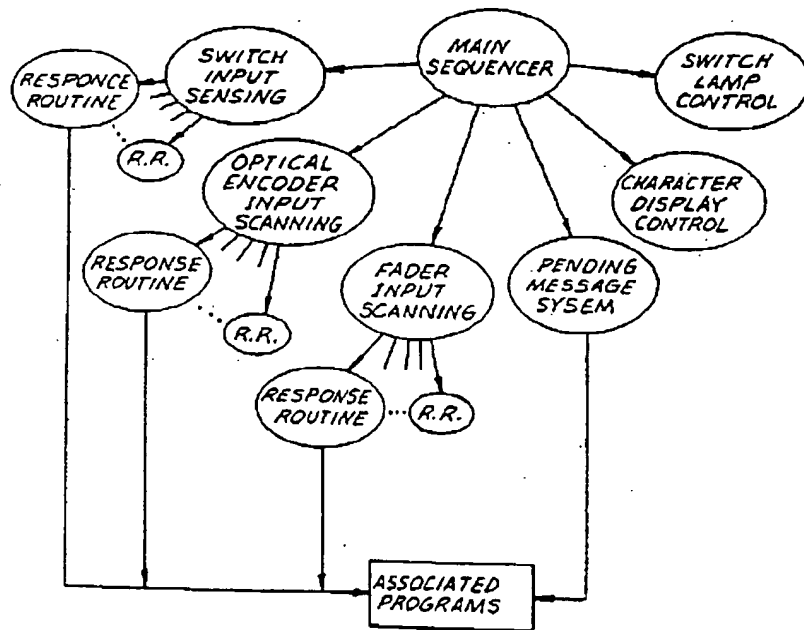 MAIN
SEQUENCER
SWITCH
INPUT
SENSING
SWITCH
LAMP
CONTROL
RESPONCE
ROUTINE
R.R.
OPTICAL
ENCODER
INPUT
SCANNING
CHARACTER
DISPLAY
CONTROL
RESPONSE
ROUTINE
R.R.
FADER
INPUT
SCANNING
PENDING
MESSAGE
SYSEM
RESPONSE
ROUTINE
R.R.
ASSOCIATED
PROGRAMS